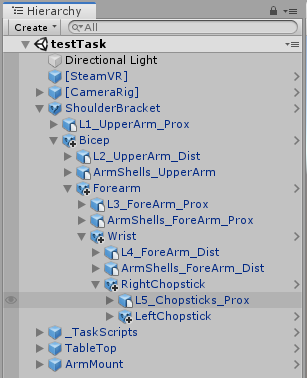 Hierarchy
Create
All
testTask
Directional Light
[SteamVR]
[CameraRig]
ShoulderBracket
L1_UpperArm_Prox
Bicep
L2_UpperArm_Dist
ArmShells_UpperArm
Forearm
L3_ForeArm_Prox
ArmShells_ForeArm_Prox
Wrist
L4_ForeArm_Dist
ArmShells_ForeArm_Dist
RightChopstick
L5_Chopsticks_Prox
LeftChopstick
_TaskScripts
TableTop
ArmMount